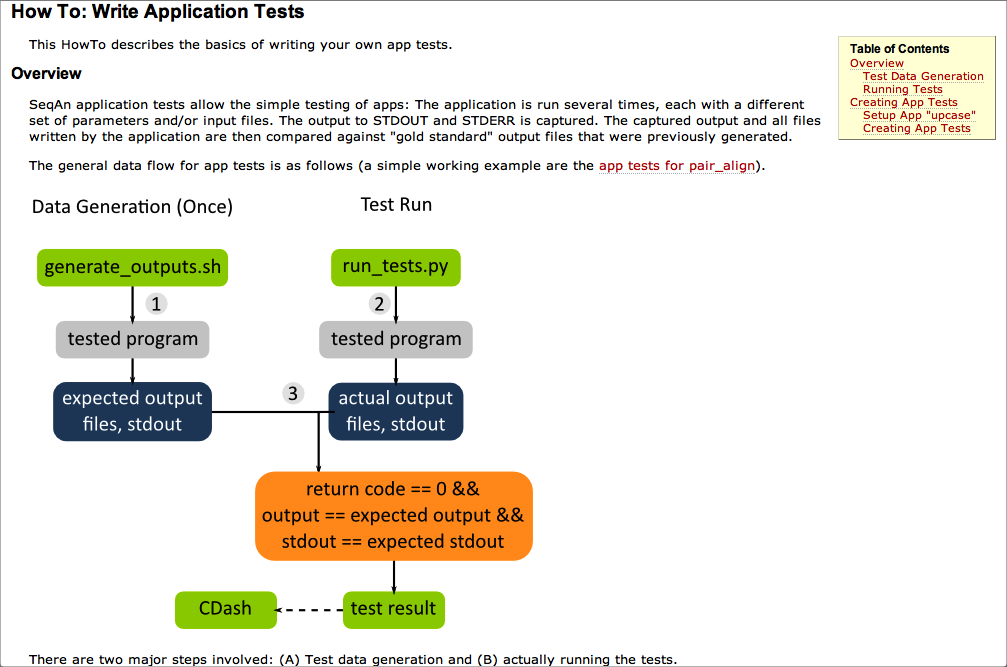 How To: Write Application Tests
This HowTo describes the basics of writing your own app tests.
Table of Contents
Overview
Test Data Generation
Running Tests
Creating App Tests
Setup App "upcase"
Creating App Tests
Overview
SeqAn application tests allow the simple testing of apps: The application is run several times, each with a different
set of parameters and/or input files. The output to STDOUT and STDERR is captured. The captured output and all files
written by the application are then compared against "gold standard" output files that were previously generated.
The general data flow for app tests is as follows (a simple working example are the app tests for pair_align).
Data Generation (Once)
Test Run
generate_outputs.sh
run_tests.py
1
2
tested program
tested program
3
expected output
files, stdout
actual output
files, stdout
return code == 0 &&
output == expected output &&
stdout == expected stdout
CDash
test result
There are two major steps involved: (A) Test data generation and (B) actually running the tests.